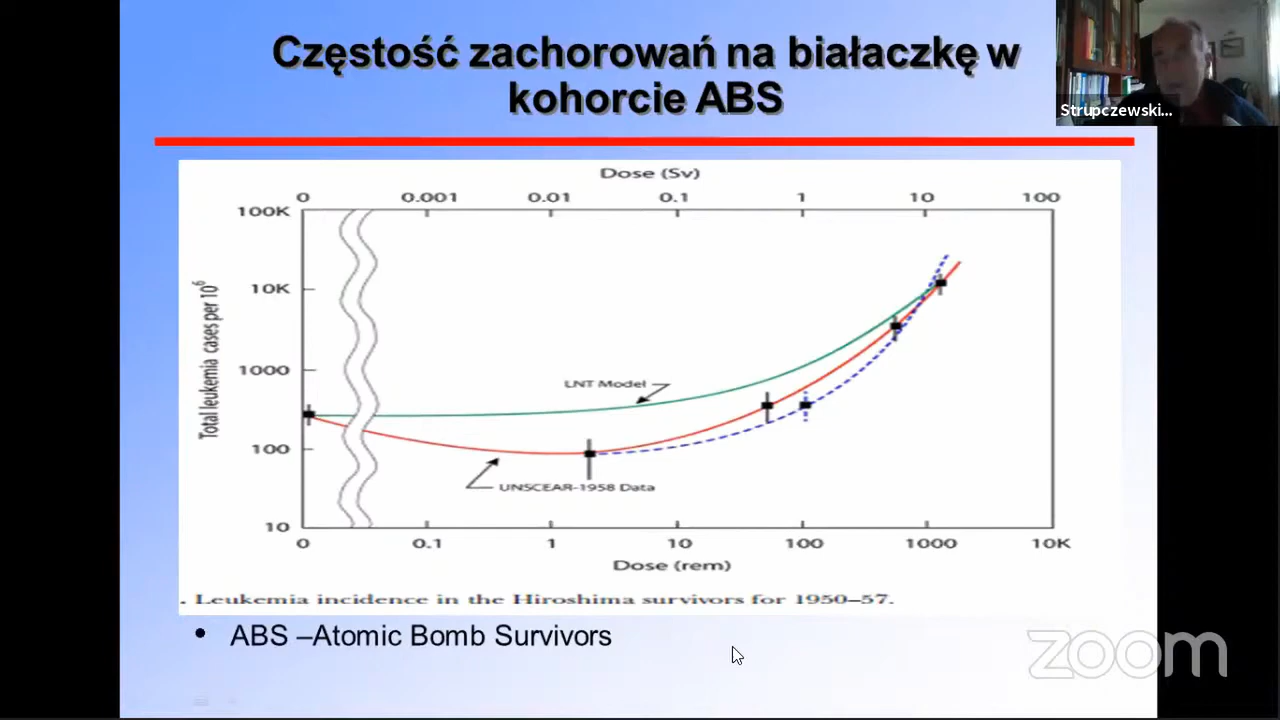 Częstość zachorowań na białaczkę w
kohorcie ABS
Strupczewski...
Dose (Sv)
0 0.001 0.01 0.1 1 10 100
100K
10K
1000
100
10
Total leukemia cases per 10⁶
LNT Model
UNSCEAR-1958 Data
0 0.1 1 10 100 1000 10K
Dose (rem)
. Leukemia incidence in the Hiroshima survivors for 1950–57.
• ABS –Atomic Bomb Survivors
zoom